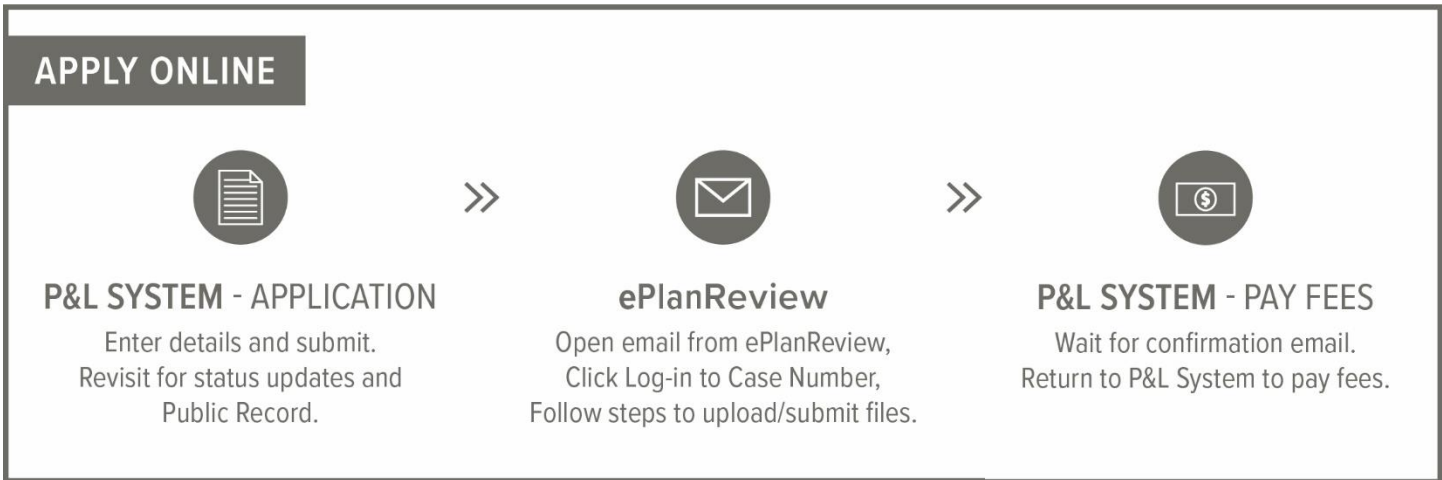 APPLY ONLINE
P&L SYSTEM - APPLICATION
Enter details and submit.
Revisit for status updates and
Public Record.
ePlanReview
Open email from ePlanReview,
Click Log-in to Case Number,
Follow steps to upload/submit files.
$
P&L SYSTEM - PAY FEES
Wait for confirmation email.
Return to P&L System to pay fees.